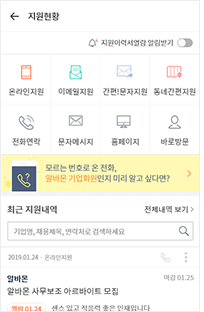 지원현황
지원이력서열람 알림받기
온라인지원 이메일지원 간편문자지원 동네간편지원
전화연락 문자메시지 홈페이지 바로방문
모르는 번호로 온 전화,
알바몬 기업회원인지 미리 알고 싶다면?
최근 지원내역 전체내역 보기
기업명, 채용제목, 연락처로 검색하세요
2019.01.24 · 온라인지원
알바몬 마감 01.25
알바몬 사무보조 아르바이트 모집
열람 01.24 센스 있고 적응력 좋은 인재입니다